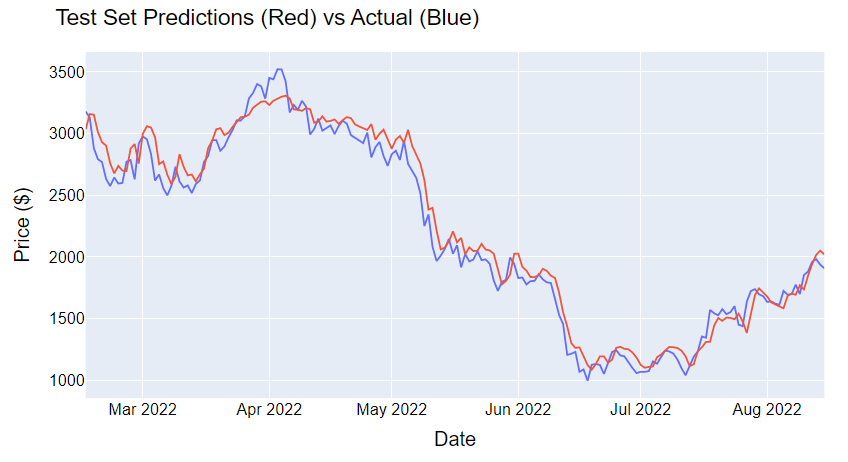 Test Set Predictions (Red) vs Actual (Blue)
3500
3000
2500
2000
1500
1000
Price ($)
Mar 2022 Apr 2022 May 2022 Jun 2022 Jul 2022 Aug 2022
Date